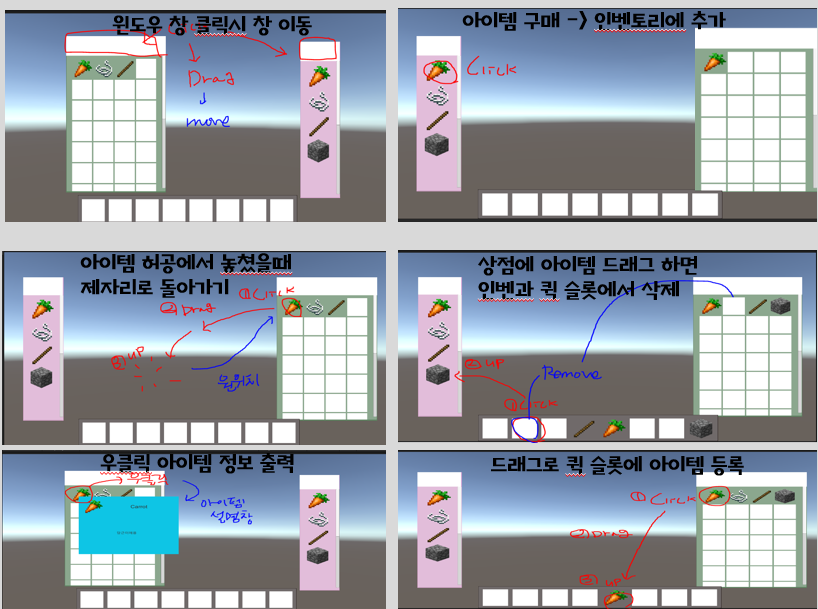 윈도우 창 클릭시 창 이동
Drag
move
아이템 구매 -> 인벤토리에 추가
Click
아이템 허공에서 놓쳤을때
제자리로 돌아가기
① Click
② Drag
③ up
원위치
상점에 아이템 드래그 하면
인벤과 퀵 슬롯에서 삭제
② up
Remove
① Click
우클릭 아이템 정보 출력
우클릭
Carrot
아이템
설명창
드래그로 퀵 슬롯에 아이템 등록
① Click
② Drag
③ up